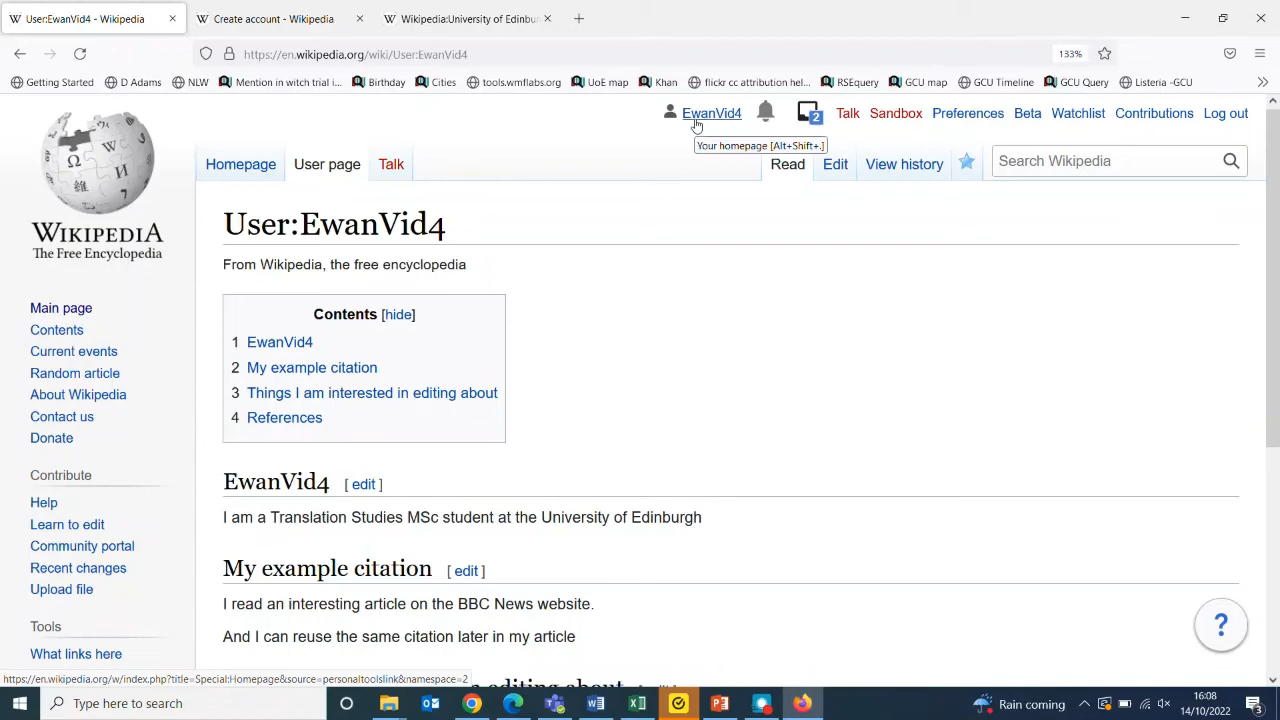 User:EwanVid4 - Wikipedia
Create account - Wikipedia
Wikipedia:University of Edinbur
https://en.wikipedia.org/wiki/User:EwanVid4
133%
Getting Started
D Adams
NLW
Mention in witch trial i...
Birthday
Cities
tools.wmflabs.org
UoE map
Khan
flickr cc attribution hel...
RSEquery
GCU map
GCU Timeline
GCU Query
Listeria -GCU
EwanVid4
2
Talk
Sandbox
Preferences
Beta
Watchlist
Contributions
Log out
Your homepage [Alt+Shift+.]
Homepage
User page
Talk
Read
Edit
View history
Search Wikipedia
WIKIPEDIA
The Free Encyclopedia
Main page
Contents
Current events
Random article
About Wikipedia
Contact us
Donate
Contribute
Help
Learn to edit
Community portal
Recent changes
Upload file
Tools
What links here
User:EwanVid4
From Wikipedia, the free encyclopedia
Contents [hide]
1 EwanVid4
2 My example citation
3 Things I am interested in editing about
4 References
EwanVid4 [ edit ]
I am a Translation Studies MSc student at the University of Edinburgh
My example citation [ edit ]
I read an interesting article on the BBC News website.
And I can reuse the same citation later in my article
?
https://en.wikipedia.org/w/index.php?title=Special:Homepage&source=personaltoolslink&namespace=2
n editing about
Type here to search
Rain coming
16:08
14/10/2022
3